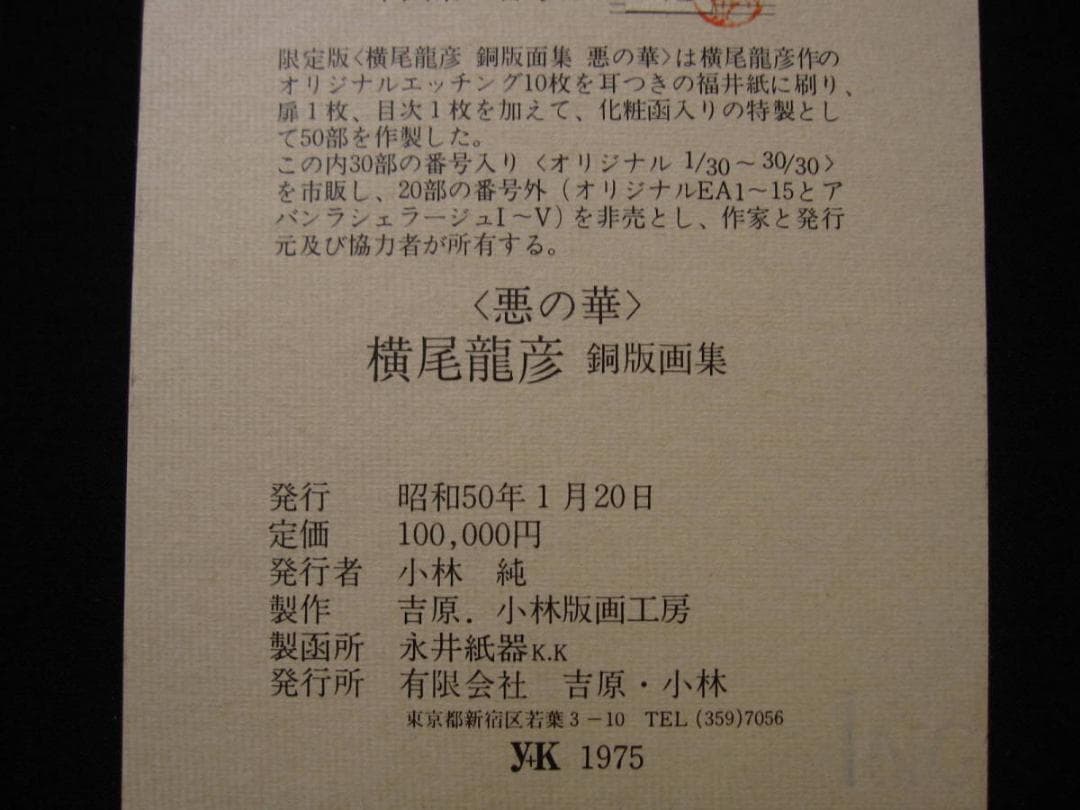 限定版<横尾龍彦 銅版面集 悪の華>は横尾龍彦作の
オリジナルエッチング10枚を耳つきの福井紙に刷り、
扉1枚、目次1枚を加えて、化粧函入りの特製とし
て50部を作製した。
この内30部の番号入り〈オリジナル 1/30～30/30〉
を市販し、20部の番号外(オリジナルEA1～15とア
バンラシェラージュI～V)を非売とし、作家と発行
元及び協力者が所有する。
〈悪の華〉
横尾龍彦 銅版画集
発行 昭和50年1月20日
定価 100,000円
発行者 小林 純
製作 吉原．小林版画工房
製函所 永井紙器K.K
発行所 有限会社 吉原・小林
東京都新宿区若葉3-10 TEL (359)7056
Y+K 1975